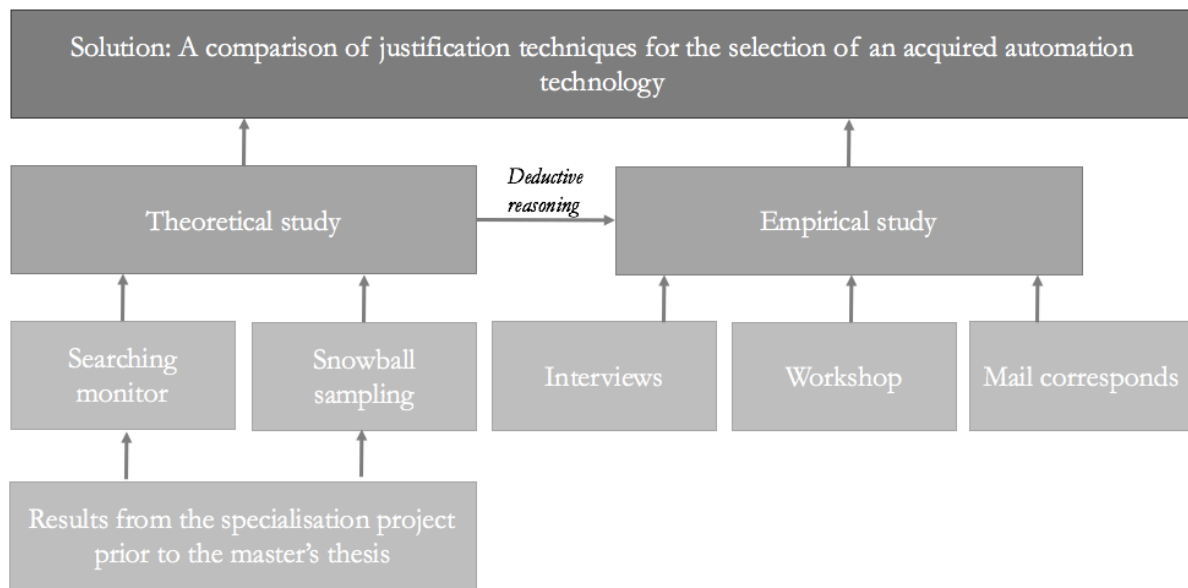 Solution: A comparison of justification techniques for the selection of an acquired automation
technology
Deductive
reasoning
Theoretical study
Empirical study
Searching
monitor
Snowball
sampling
Interviews
Workshop
Mail corresponds
Results from the specialisation project
prior to the master’s thesis